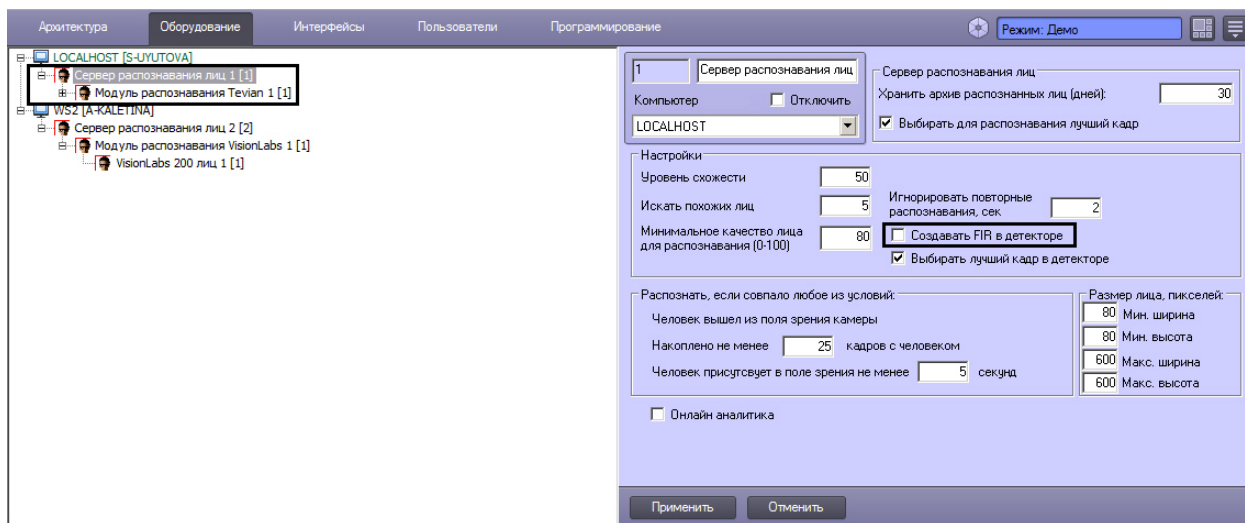 Архитектура Оборудование Интерфейсы Пользователи Программирование Режим: Демо
LOCALHOST [S-UYUTOVA]
Сервер распознавания лиц 1 [1]
Модуль распознавания Tevian 1 [1]
WS2 [A-KALETINA]
Сервер распознавания лиц 2 [2]
Модуль распознавания VisionLabs 1 [1]
VisionLabs 200 лиц 1 [1]
1 Сервер распознавания лиц
Компьютер Отключить
LOCALHOST
Сервер распознавания лиц
Хранить архив распознанных лиц (дней): 30
Выбирать для распознавания лучший кадр
Настройки
Уровень схожести 50
Искать похожих лиц 5
Игнорировать повторные
распознавания, сек 2
Минимальное качество лица
для распознавания (0-100) 80
Создавать FIR в детекторе
Выбирать лучший кадр в детекторе
Распознать, если совпало любое из условий:
Человек вышел из поля зрения камеры
Накоплено не менее 25 кадров с человеком
Человек присутсвует в поле зрения не менее 5 секунд
Размер лица, пикселей:
80 Мин. ширина
80 Мин. высота
600 Макс. ширина
600 Макс. высота
Онлайн аналитика
Применить Отменить